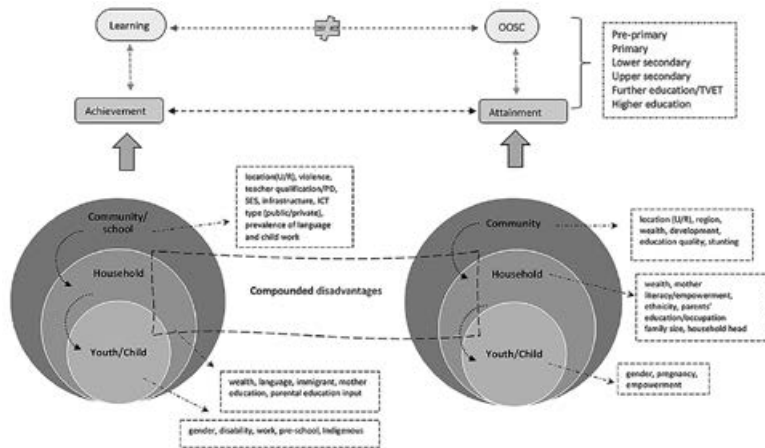 Learning
OOSC
Pre-primary
Primary
Lower secondary
Upper secondary
Further education/TVET
Higher education
Achievement
Attainment
location(U/R), violence,
teacher qualification/PD,
SES, infrastructure, ICT
type (public/private),
prevalence of language
and child work
Community/
school
Household
Youth/Child
Compounded disadvantages
Community
Household
Youth/Child
location (U/R), region,
wealth, development,
education quality, stunting
wealth, mother
literacy/empowerment,
ethnicity, parents'
education/occupation
family size, household head
gender, pregnancy,
empowerment
wealth, language, immigrant, mother
education, parental education input
gender, disability, work, pre-school, Indigenous